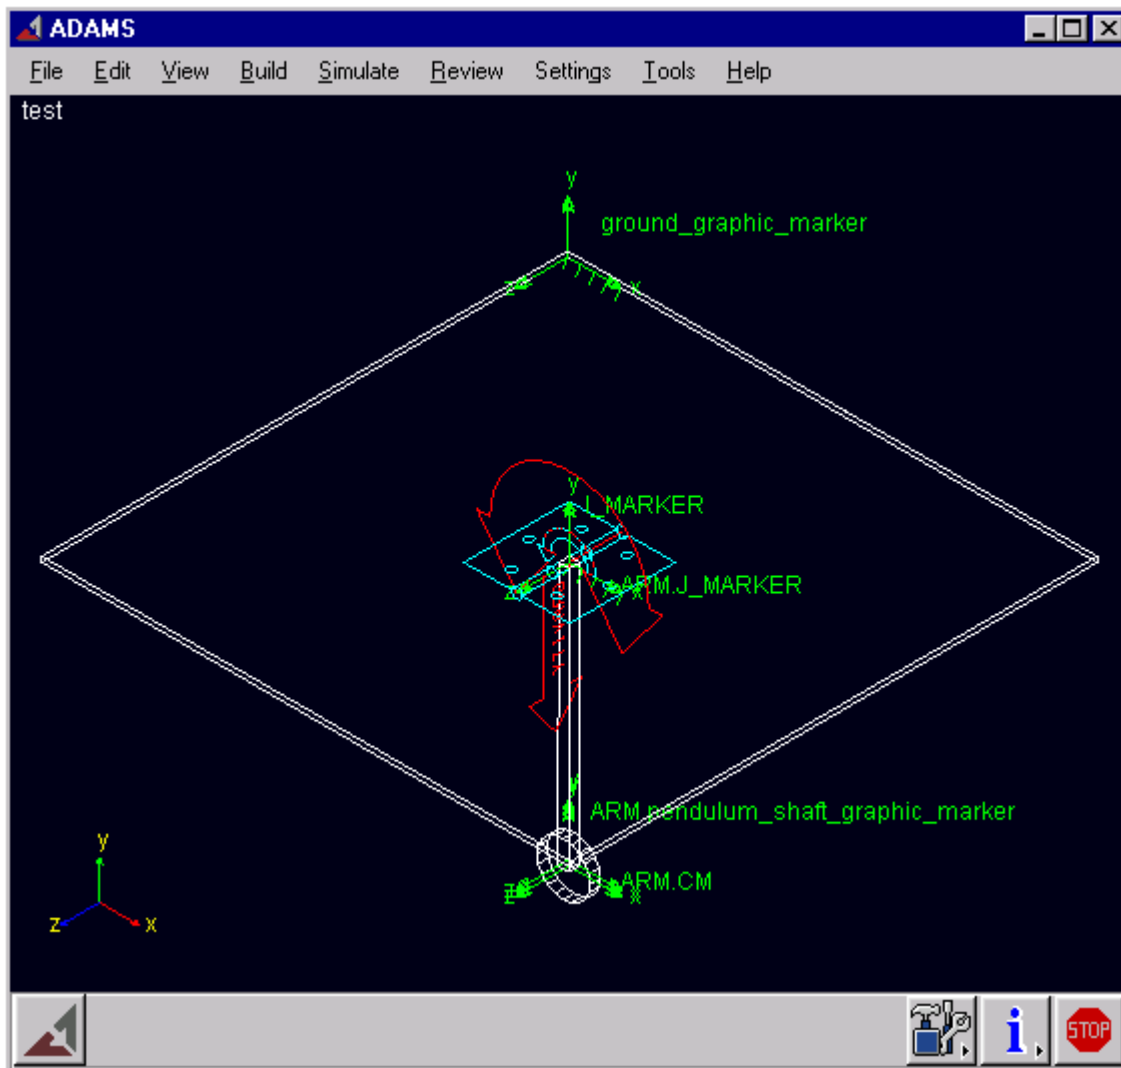 ADAMS
File Edit View Build Simulate Review Settings Tools Help
test
y
ground_graphic_marker
z x
y
I_MARKER
ARM.J_MARKER
ARM.pendulum_shaft_graphic_marker
ARM.CM
z x
y
z x
i STOP